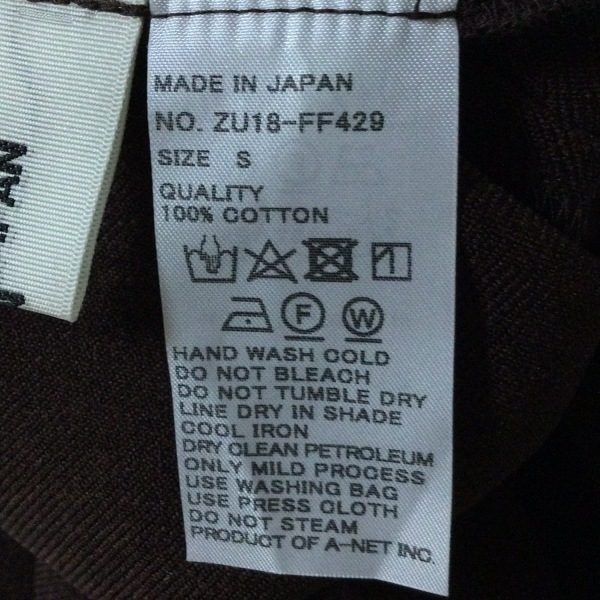 MADE IN JAPAN
NO. ZU18-FF429
SIZE S
QUALITY
100% COTTON
F W
HAND WASH COLD
DO NOT BLEACH
DO NOT TUMBLE DRY
LINE DRY IN SHADE
COOL IRON
DRY CLEAN PETROLEUM
ONLY MILD PROCESS
USE WASHING BAG
USE PRESS CLOTH
DO NOT STEAM
PRODUCT OF A-NET INC.